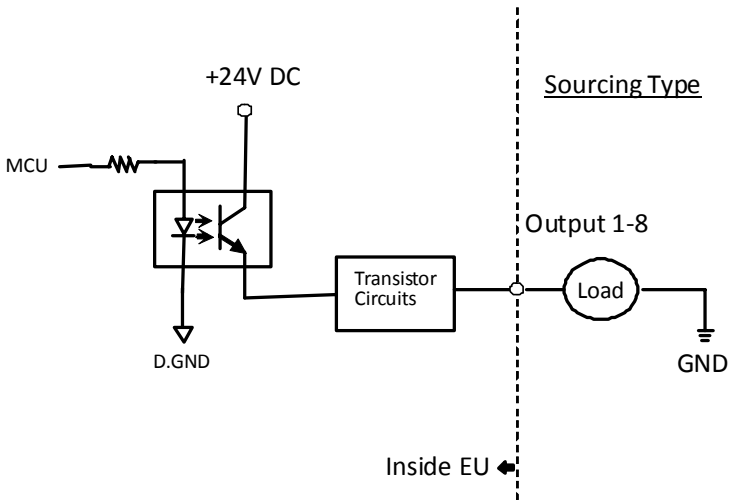 +24V DC
Sourcing Type
MCU
Output 1-8
Transistor
Circuits
Load
D.GND
GND
Inside EU